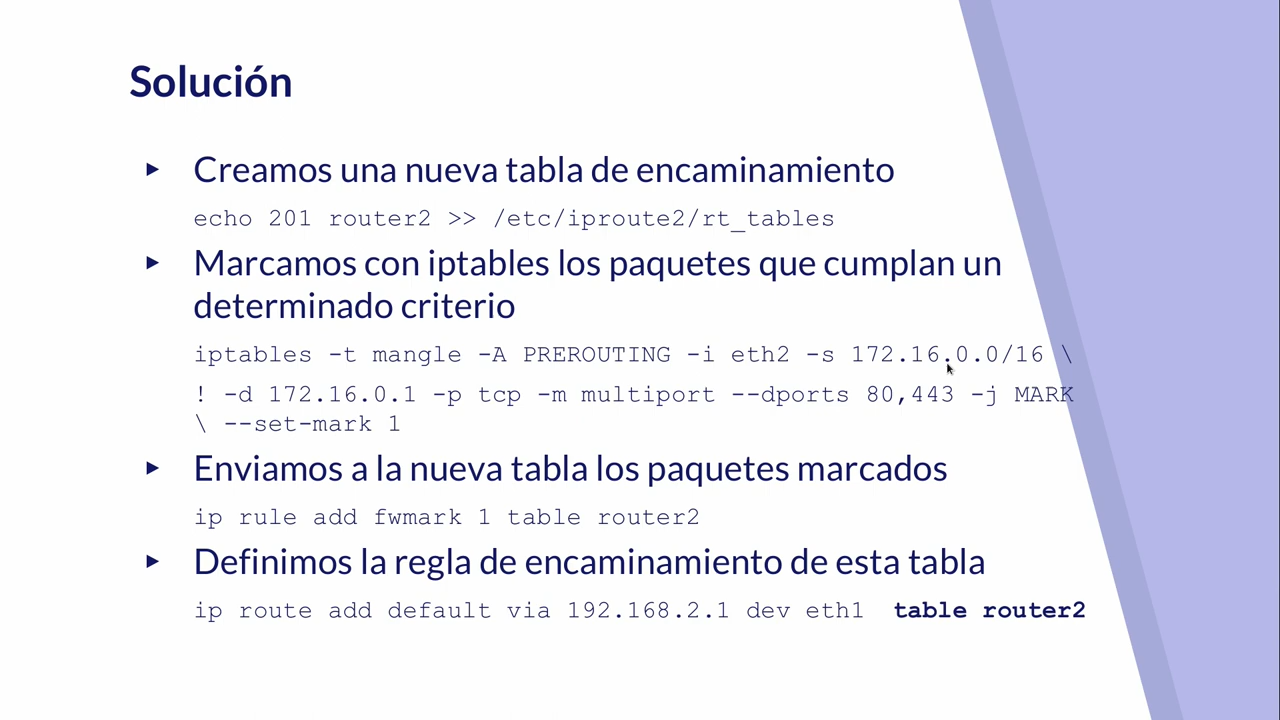 Solución
Creamos una nueva tabla de encaminamiento
echo 201 router2 >> /etc/iproute2/rt_tables
Marcamos con iptables los paquetes que cumplan un
determinado criterio
iptables -t mangle -A PREROUTING -i eth2 -s 172.16.0.0/16 \
! -d 172.16.0.1 -p tcp -m multiport --dports 80,443 -j MARK
\ --set-mark 1
Enviamos a la nueva tabla los paquetes marcados
ip rule add fwmark 1 table router2
Definimos la regla de encaminamiento de esta tabla
ip route add default via 192.168.2.1 dev eth1 table router2